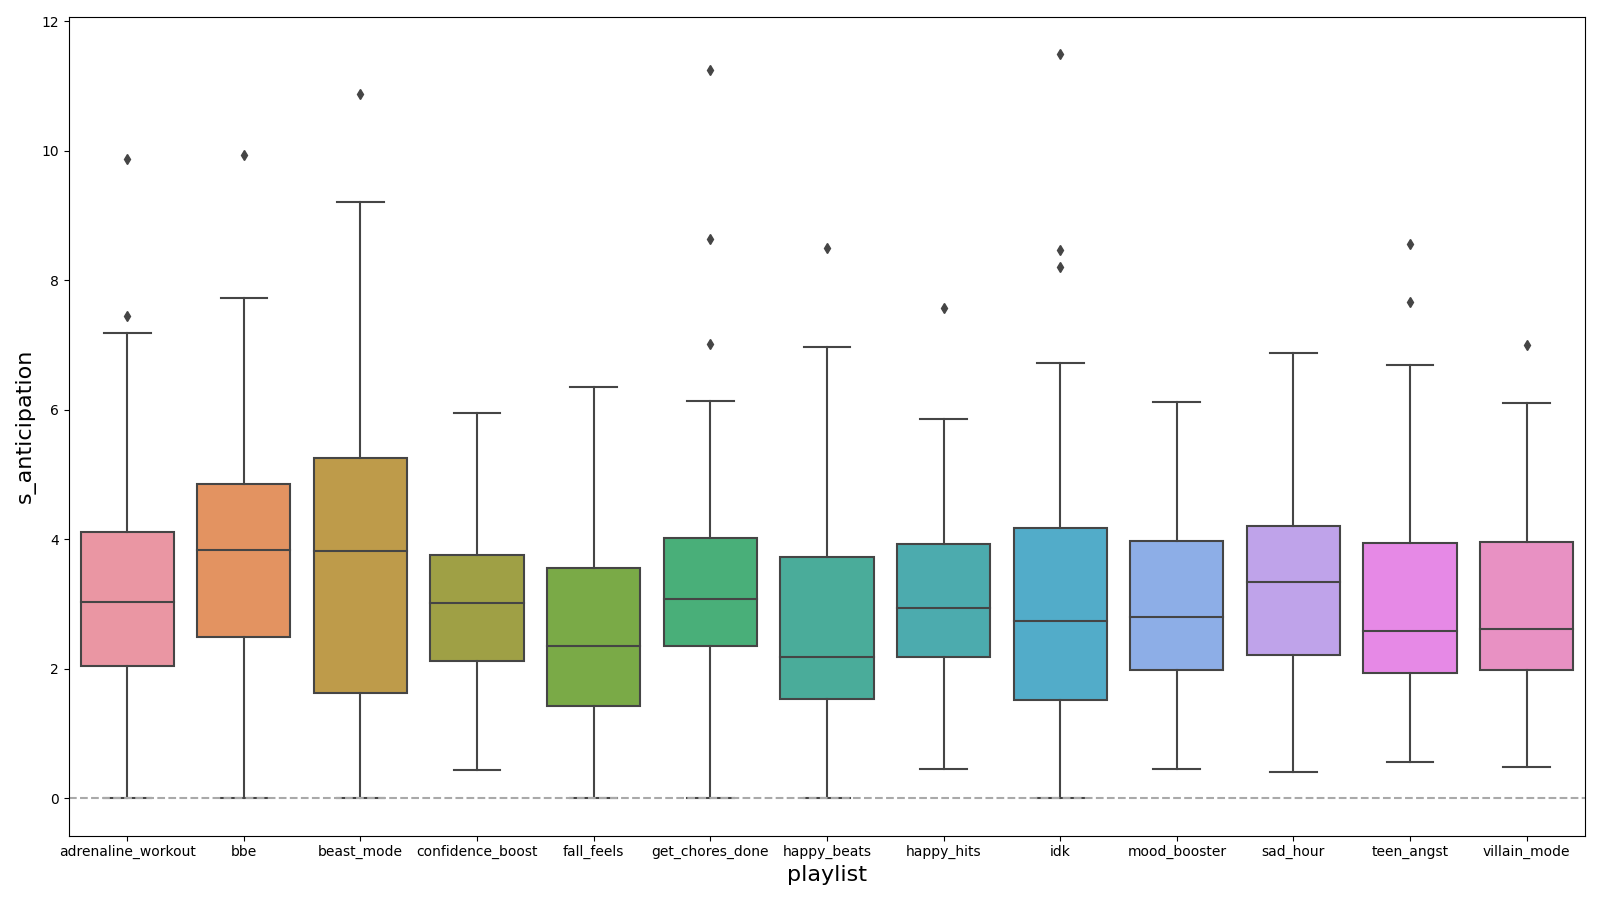 12
10
8
6
4
2
0
s_anticipation
adrenaline_workout bbe beast_mode confidence_boost fall_feels get_chores_done happy_beats happy_hits idk mood_booster sad_hour teen_angst villain_mode
playlist